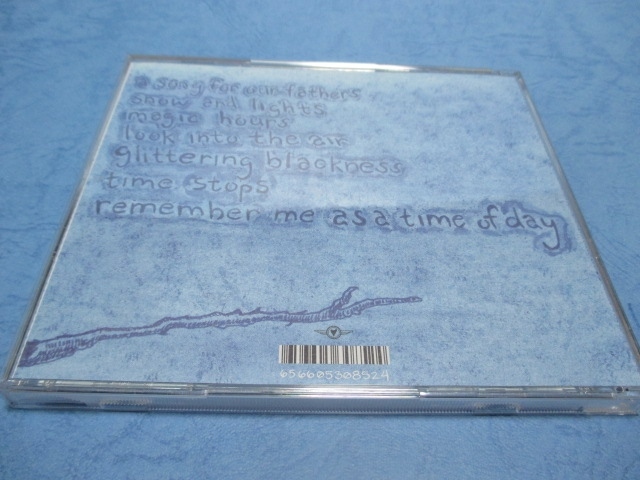 a song for our fathers
snow and lights
magic hours
look into the air
glittering blackness
time stops
remember me as a time of day
656605308524